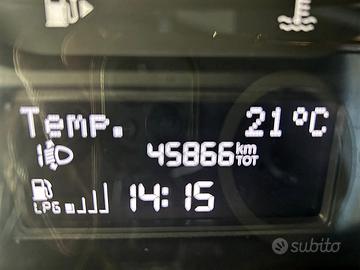 Temp. 21°C
45866 km TOT
LPG 14:15
subito